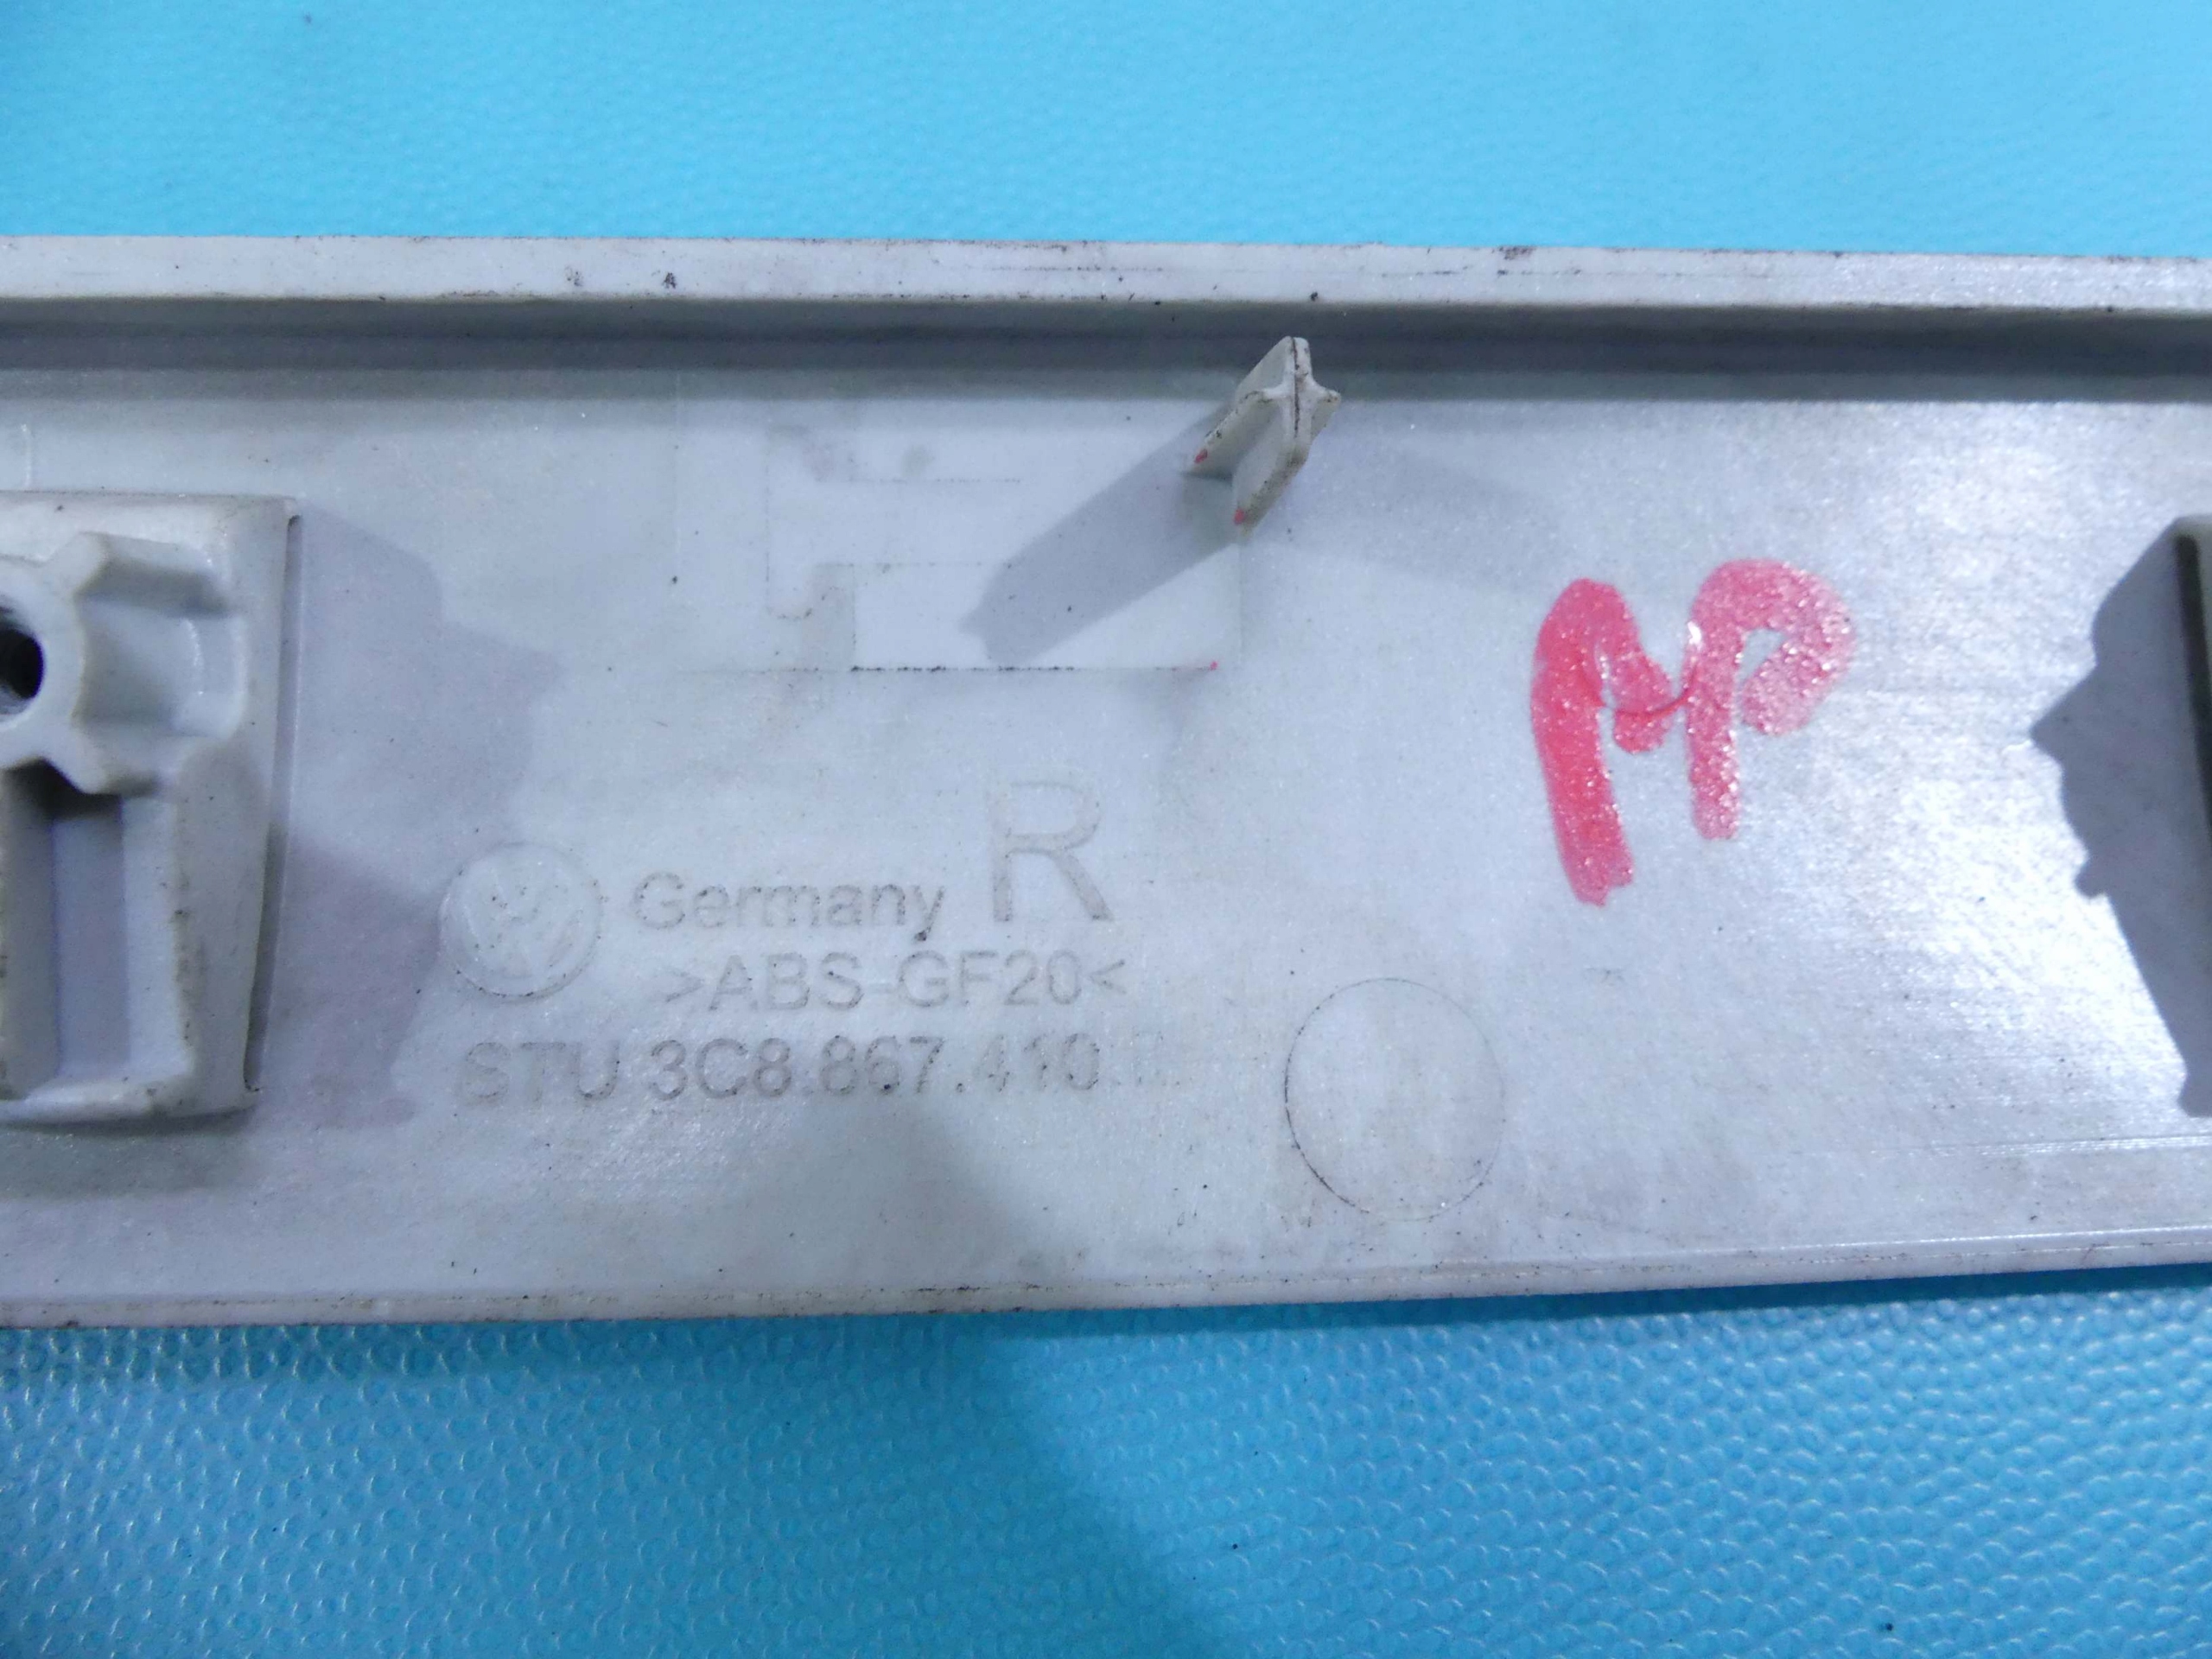 MP
Germany R
>ABS-GF20<
STU 3C8.867.410